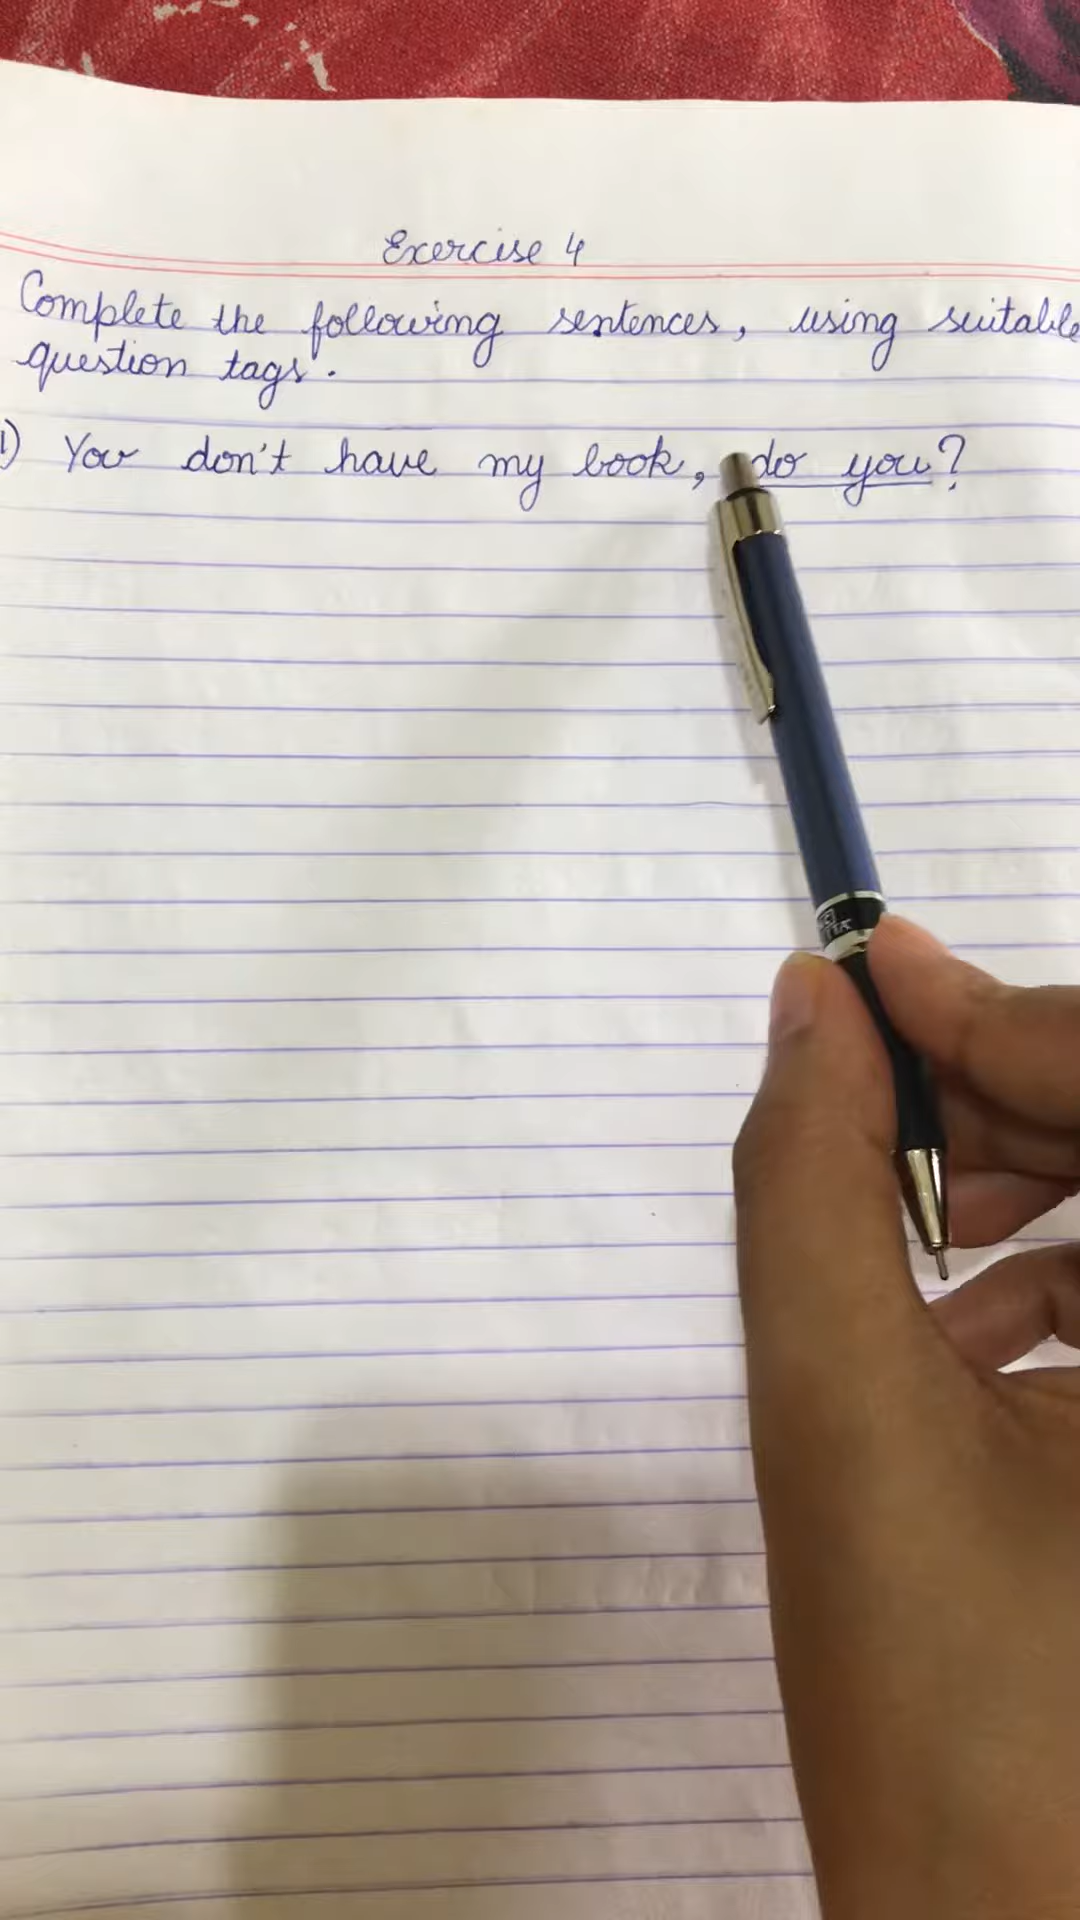 Exercise 4
Complete the following sentences, using suitable
question tags.
1) You don't have my book, do you?